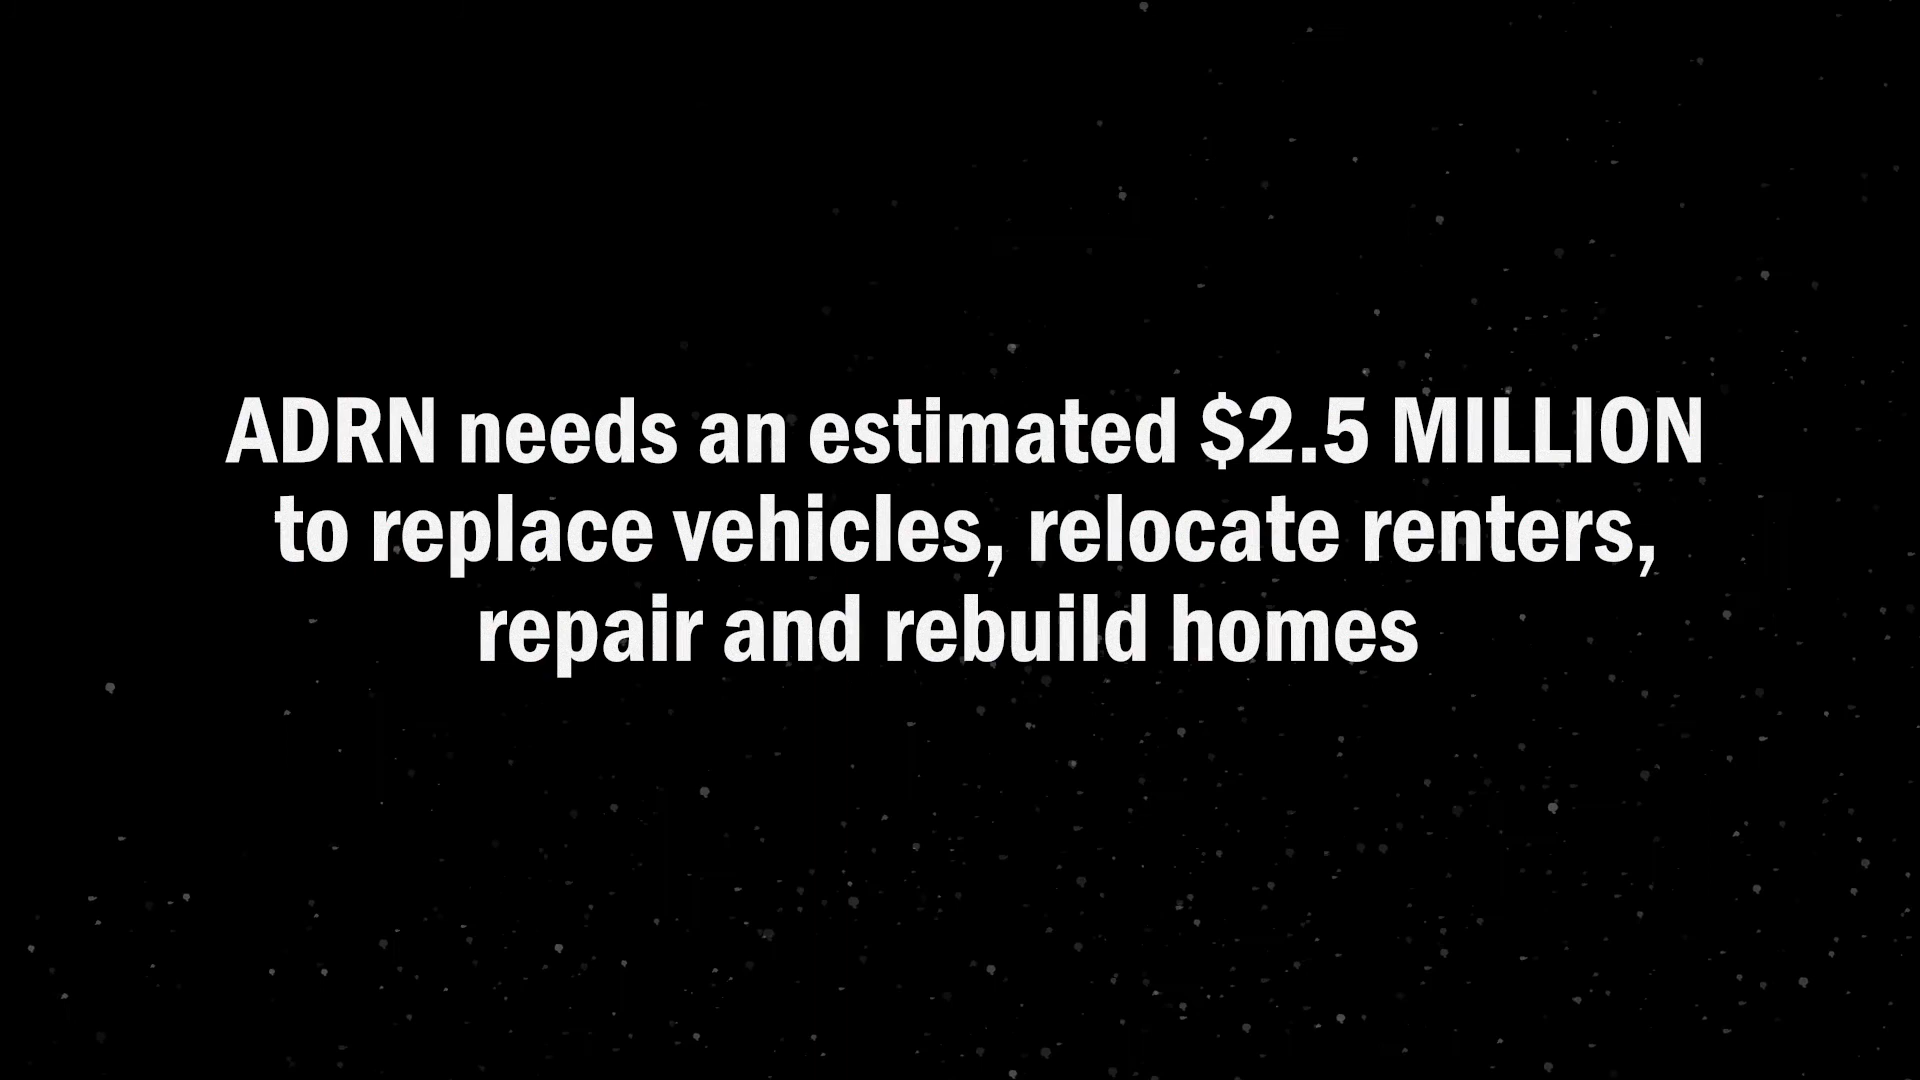 ADRN needs an estimated $2.5 MILLION
to replace vehicles, relocate renters,
repair and rebuild homes